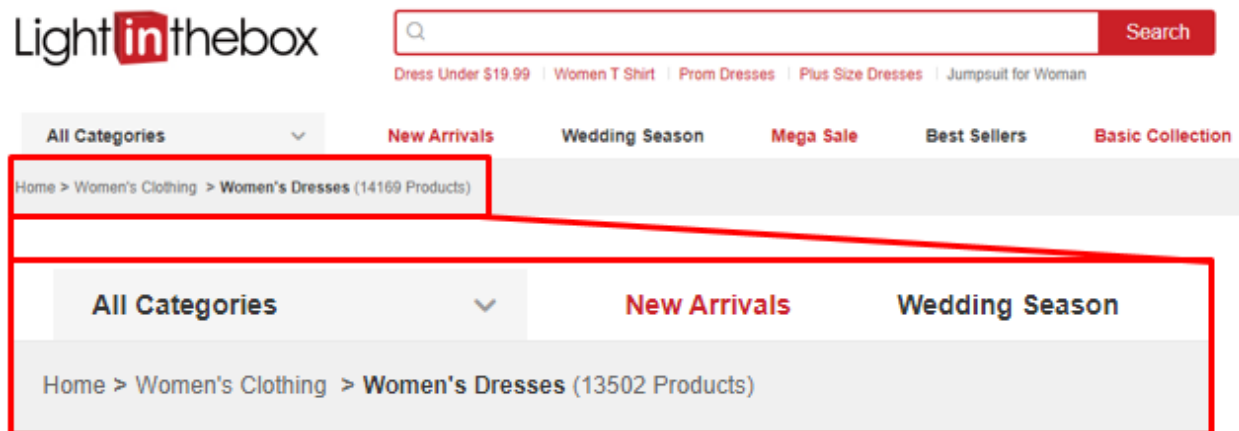 Lightinthebox
Search
Dress Under $19.99 | Women T Shirt | Prom Dresses | Plus Size Dresses | Jumpsuit for Woman
All Categories New Arrivals Wedding Season Mega Sale Best Sellers Basic Collection
Home > Women's Clothing > Women's Dresses (14169 Products)
All Categories New Arrivals Wedding Season
Home > Women's Clothing > Women's Dresses (13502 Products)